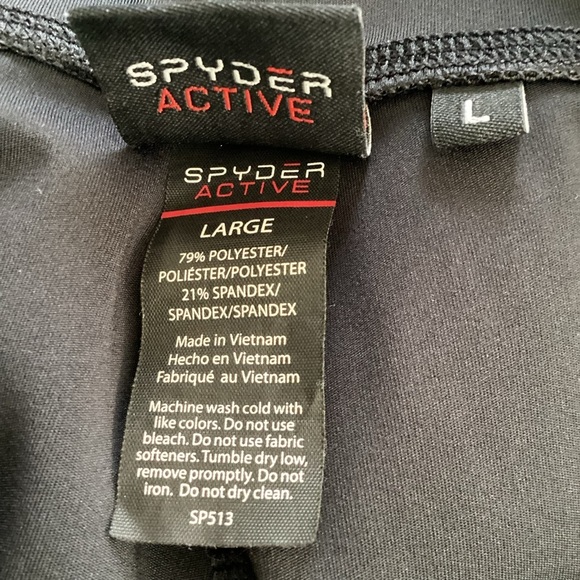 SPYDER
ACTIVE
L
SPYDER
ACTIVE
LARGE
79% POLYESTER/
POLIÉSTER/POLYESTER
21% SPANDEX/
SPANDEX/SPANDEX
Made in Vietnam
Hecho en Vietnam
Fabriqué au Vietnam
Machine wash cold with
like colors. Do not use
bleach. Do not use fabric
softeners. Tumble dry low,
remove promptly. Do not
iron. Do not dry clean.
SP513